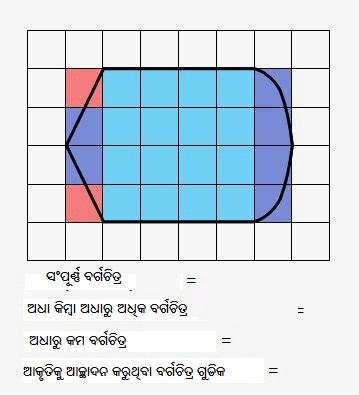 ସଂପୂର୍ଣ୍ଣ ବର୍ଗଚିତ୍ର =
ଅଧା କିମ୍ବା ଅଧାରୁ ଅଧିକ ବର୍ଗଚିତ୍ର =
ଅଧାରୁ କମ ବର୍ଗଚିତ୍ର =
ଆକୃତିକୁ ଆଚ୍ଛାଦନ କରୁଥିବା ବର୍ଗଚିତ୍ର ଗୁଡିକ =